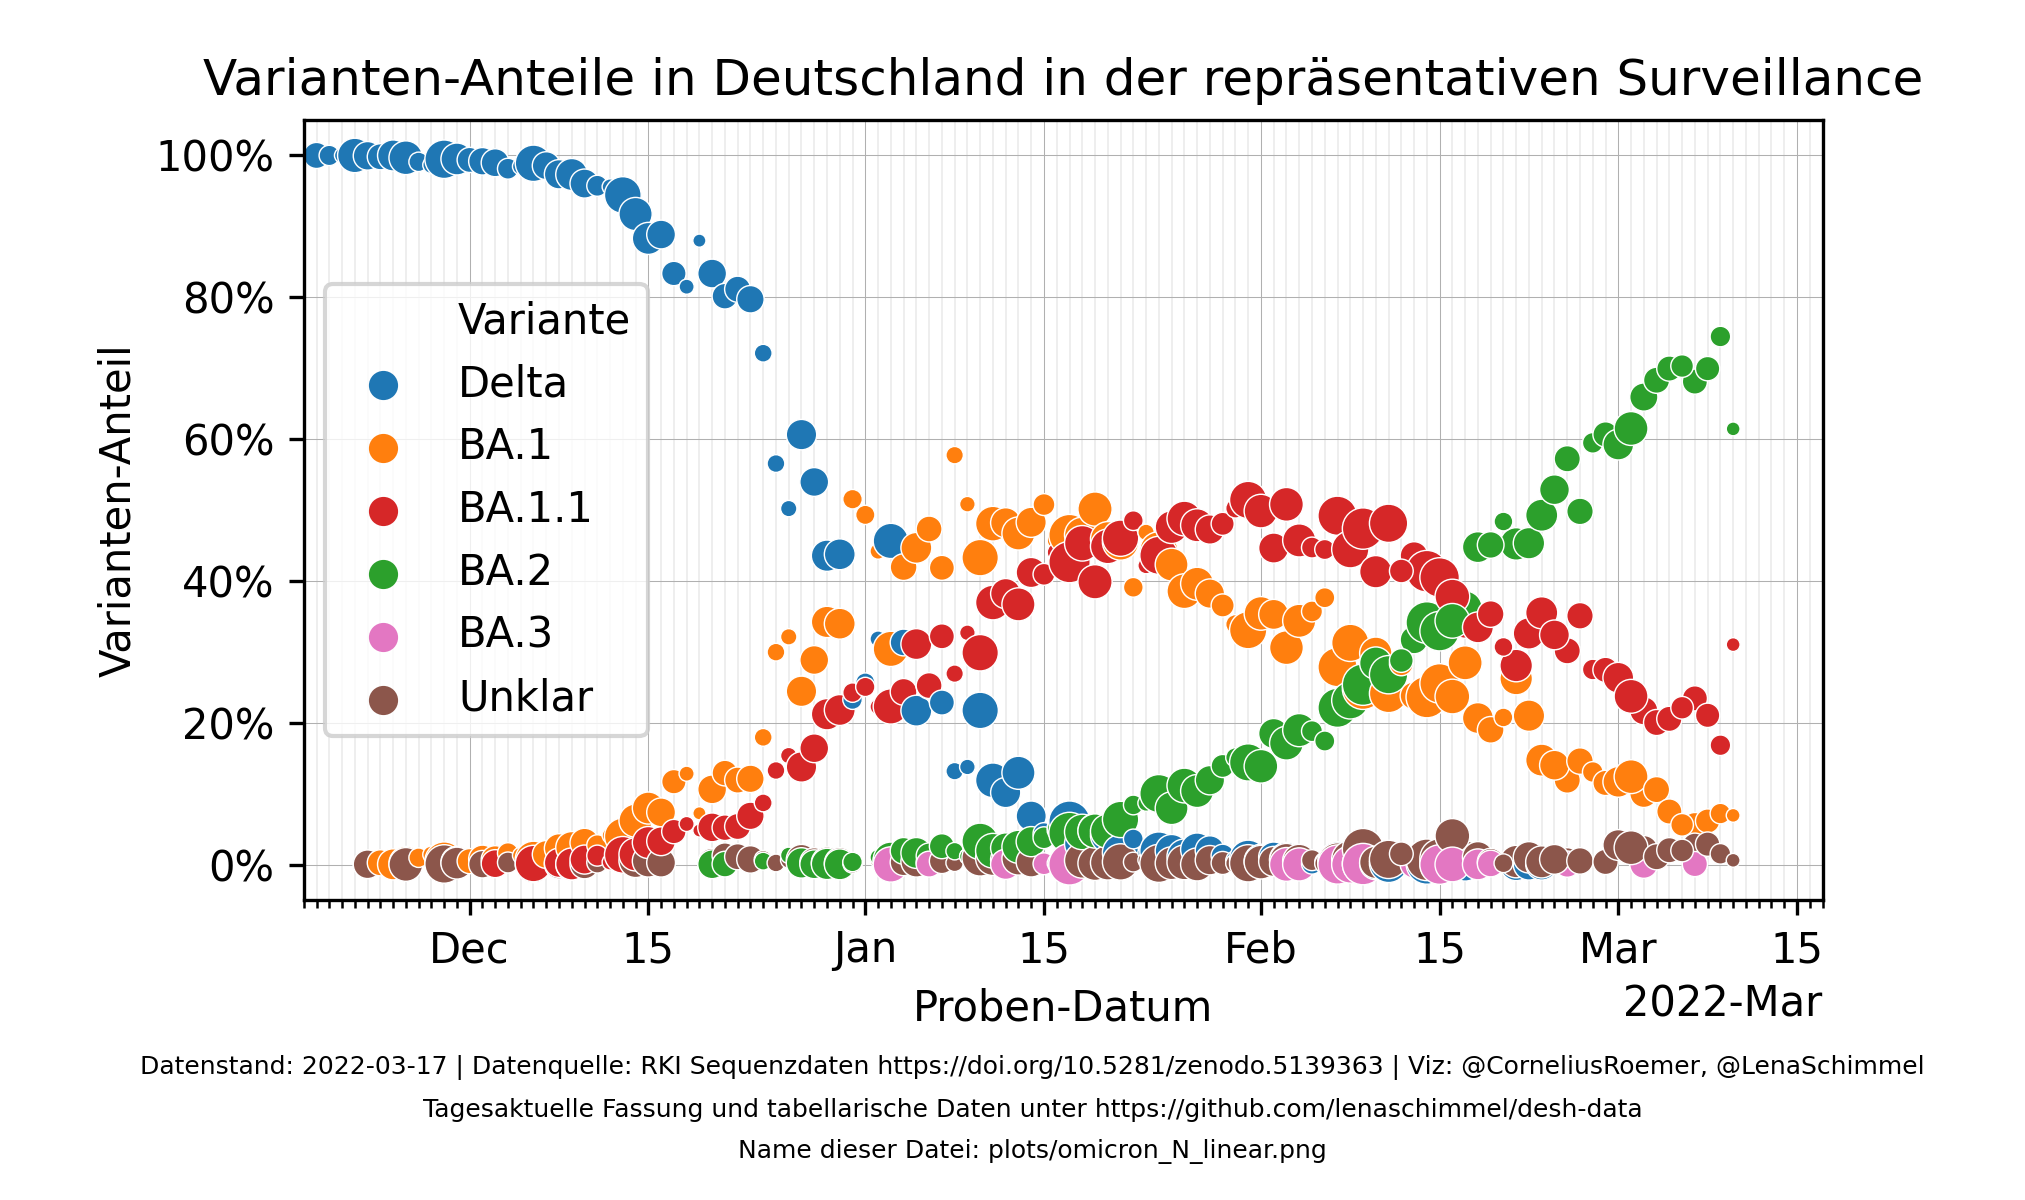 Varianten-Anteile in Deutschland in der repräsentativen Surveillance
Varianten-Anteil
100%
80%
60%
40%
20%
0%
Variante
Delta
BA.1
BA.1.1
BA.2
BA.3
Unklar
Dec 15 Jan 15 Feb 15 Mar 15
Proben-Datum
2022-Mar
Datenstand: 2022-03-17 | Datenquelle: RKI Sequenzdaten https://doi.org/10.5281/zenodo.5139363 | Viz: @CorneliusRoemer, @LenaSchimmel
Tagesaktuelle Fassung und tabellarische Daten unter https://github.com/lenaschimmel/desh-data
Name dieser Datei: plots/omicron_N_linear.png